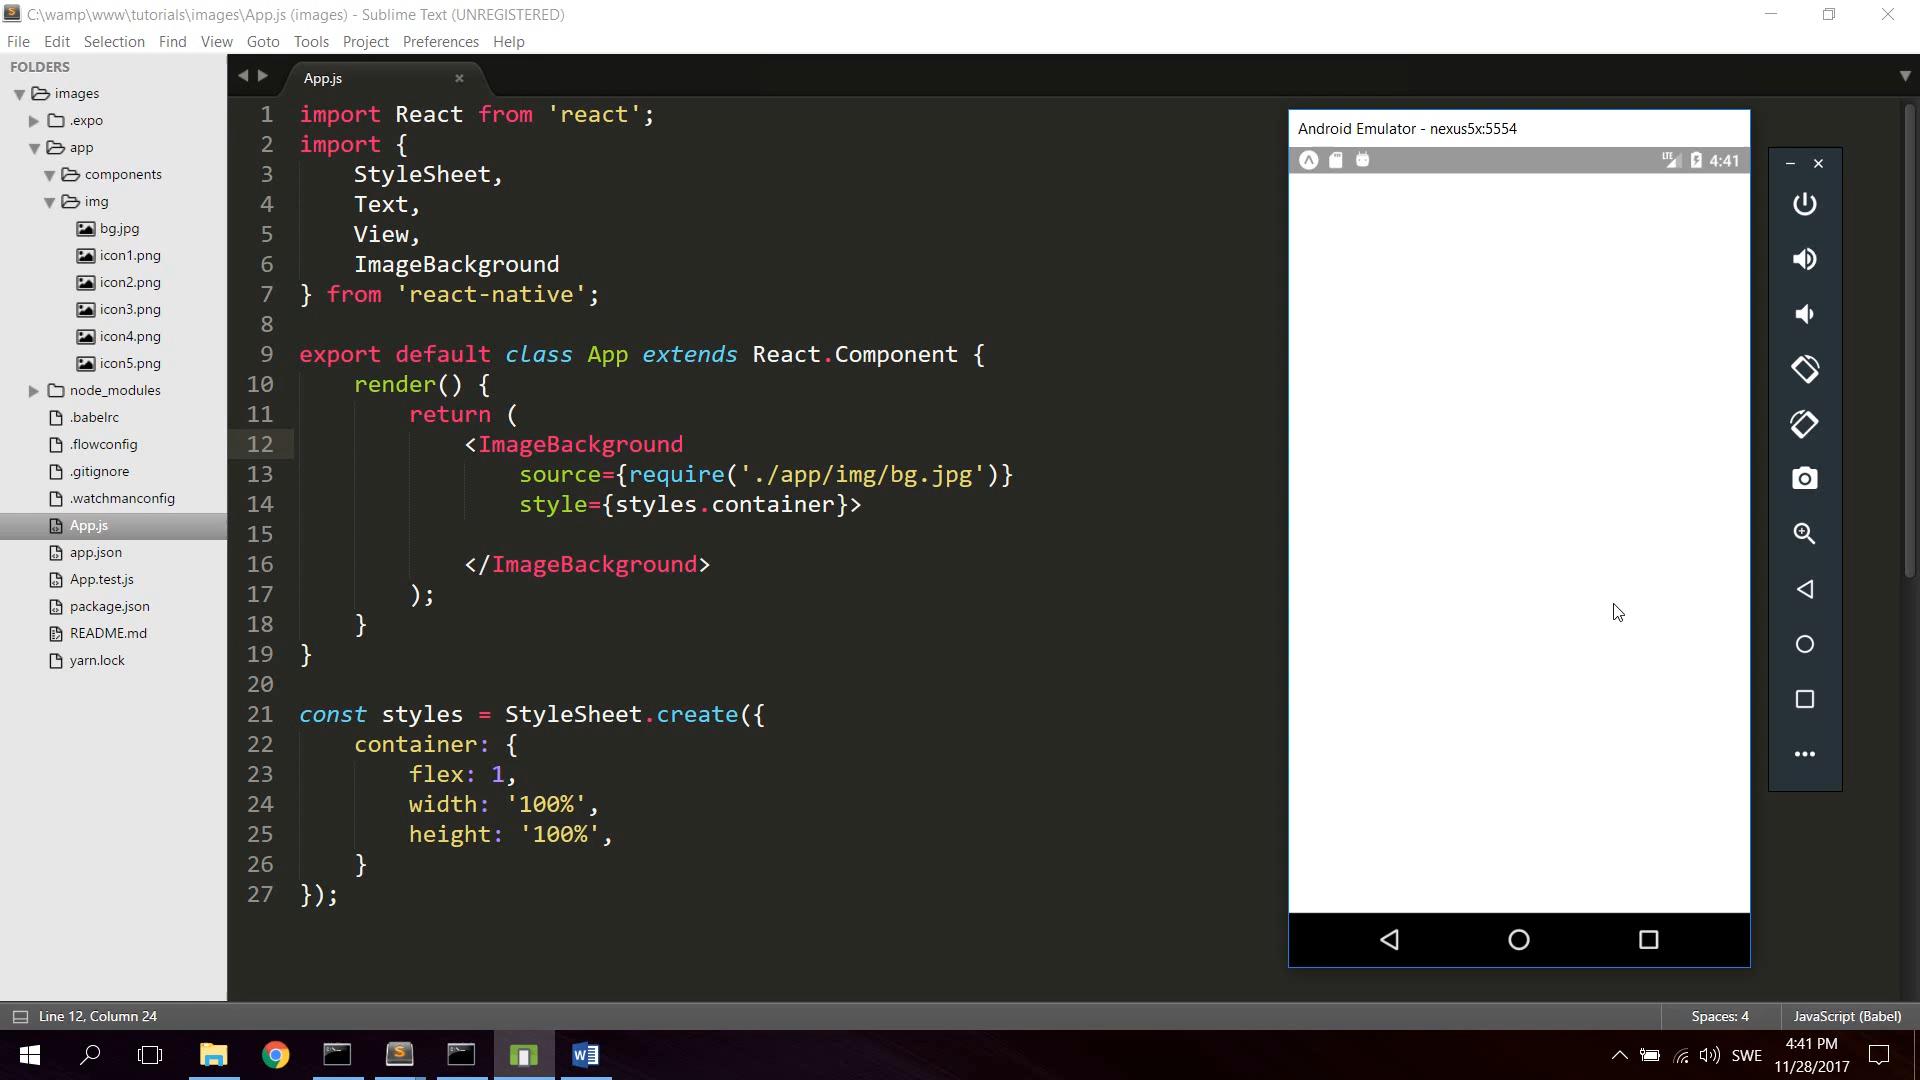 C:\wamp\www\tutorials\images\App.js (images) - Sublime Text (UNREGISTERED)
File Edit Selection Find View Goto Tools Project Preferences Help
FOLDERS
images
.expo
app
components
img
bg.jpg
icon1.png
icon2.png
icon3.png
icon4.png
icon5.png
node_modules
.babelrc
.flowconfig
.gitignore
.watchmanconfig
App.js
app.json
App.test.js
package.json
README.md
yarn.lock
App.js
1 import React from 'react';
2 import {
3 StyleSheet,
4 Text,
5 View,
6 ImageBackground
7 } from 'react-native';
8
9 export default class App extends React.Component {
10 render() {
11 return (
12 <ImageBackground
13 source={require('./app/img/bg.jpg')}
14 style={styles.container}>
15
16 </ImageBackground>
17 );
18 }
19 }
20
21 const styles = StyleSheet.create({
22 container: {
23 flex: 1,
24 width: '100%',
25 height: '100%',
26 }
27 });
Android Emulator - nexus5x:5554
LTE 4:41
Line 12, Column 24
Spaces: 4 JavaScript (Babel)
SWE
4:41 PM
11/28/2017